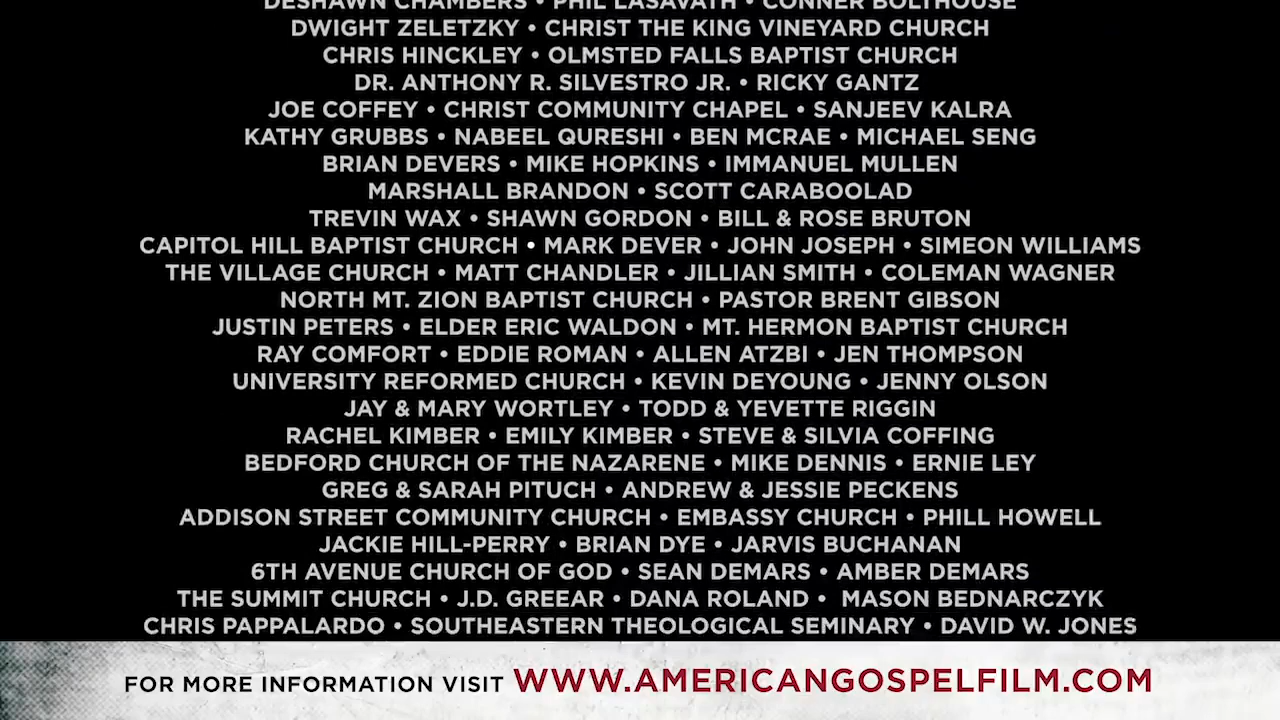 DESHAWN CHAMBERS • PHIL LASAVATH • CONNER BOLTHOUSE
DWIGHT ZELETZKY • CHRIST THE KING VINEYARD CHURCH
CHRIS HINCKLEY • OLMSTED FALLS BAPTIST CHURCH
DR. ANTHONY R. SILVESTRO JR. • RICKY GANTZ
JOE COFFEY • CHRIST COMMUNITY CHAPEL • SANJEEV KALRA
KATHY GRUBBS • NABEEL QURESHI • BEN MCRAE • MICHAEL SENG
BRIAN DEVERS • MIKE HOPKINS • IMMANUEL MULLEN
MARSHALL BRANDON • SCOTT CARABOOLAD
TREVIN WAX • SHAWN GORDON • BILL & ROSE BRUTON
CAPITOL HILL BAPTIST CHURCH • MARK DEVER • JOHN JOSEPH • SIMEON WILLIAMS
THE VILLAGE CHURCH • MATT CHANDLER • JILLIAN SMITH • COLEMAN WAGNER
NORTH MT. ZION BAPTIST CHURCH • PASTOR BRENT GIBSON
JUSTIN PETERS • ELDER ERIC WALDON • MT. HERMON BAPTIST CHURCH
RAY COMFORT • EDDIE ROMAN • ALLEN ATZBI • JEN THOMPSON
UNIVERSITY REFORMED CHURCH • KEVIN DEYOUNG • JENNY OLSON
JAY & MARY WORTLEY • TODD & YEVETTE RIGGIN
RACHEL KIMBER • EMILY KIMBER • STEVE & SILVIA COFFING
BEDFORD CHURCH OF THE NAZARENE • MIKE DENNIS • ERNIE LEY
GREG & SARAH PITUCH • ANDREW & JESSIE PECKENS
ADDISON STREET COMMUNITY CHURCH • EMBASSY CHURCH • PHILL HOWELL
JACKIE HILL-PERRY • BRIAN DYE • JARVIS BUCHANAN
6TH AVENUE CHURCH OF GOD • SEAN DEMARS • AMBER DEMARS
THE SUMMIT CHURCH • J.D. GREEAR • DANA ROLAND • MASON BEDNARCZYK
CHRIS PAPPALARDO • SOUTHEASTERN THEOLOGICAL SEMINARY • DAVID W. JONES
FOR MORE INFORMATION VISIT WWW.AMERICANGOSPELFILM.COM